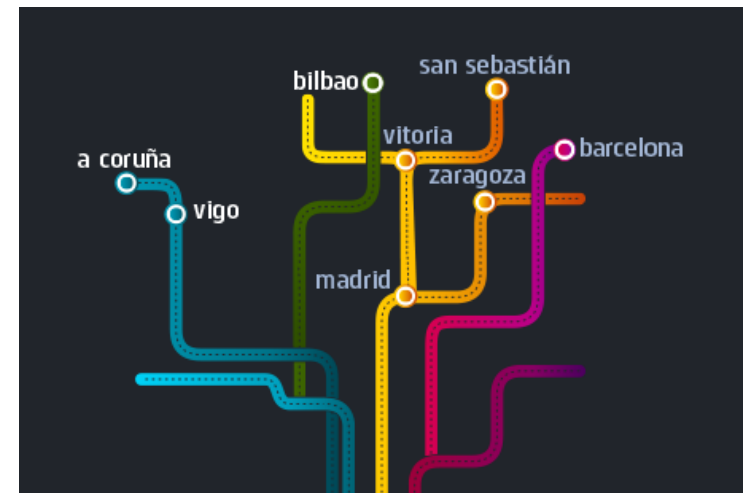 san sebastián
bilbao
vitoria
barcelona
a coruña
zaragoza
vigo
madrid